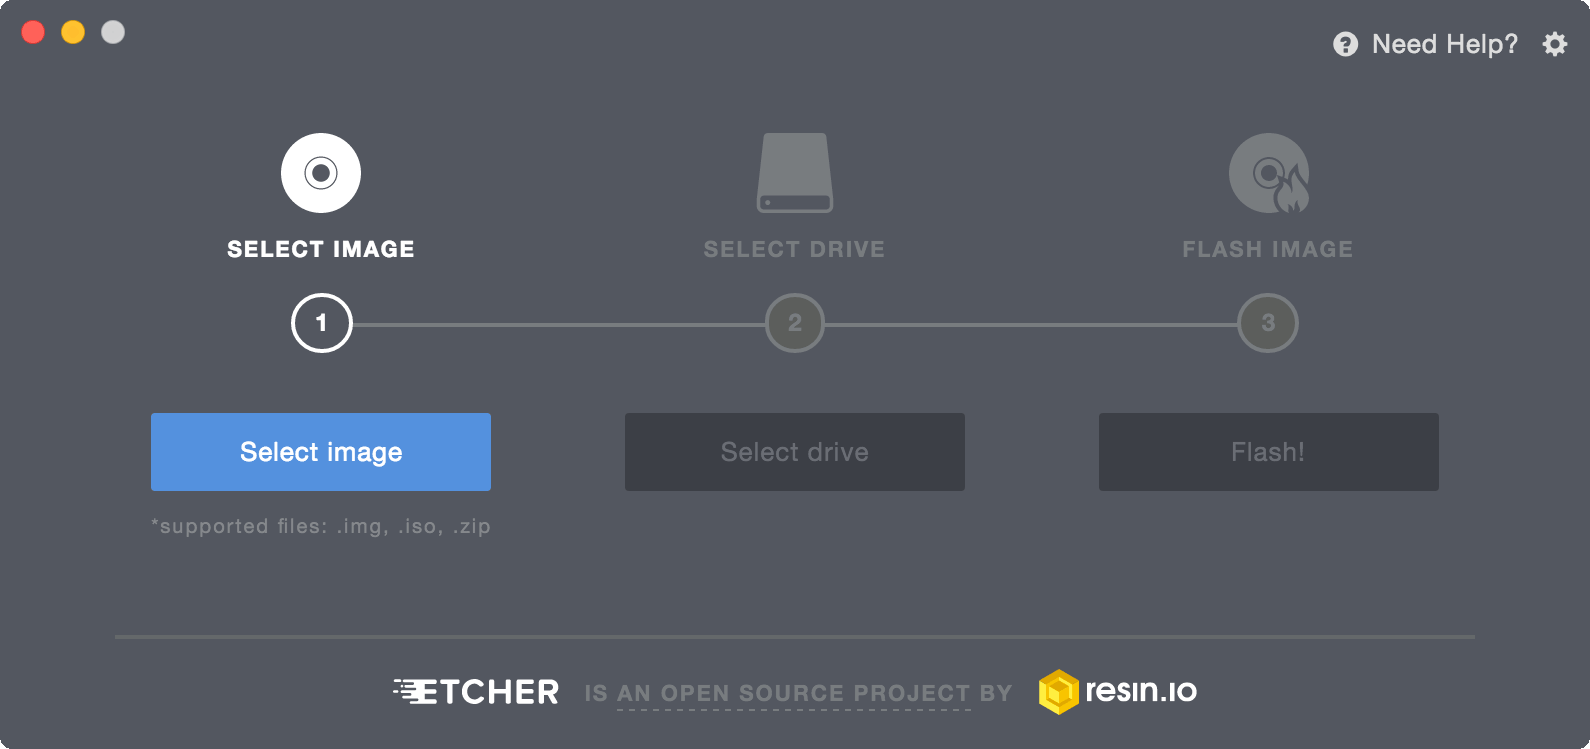 Need Help?
SELECT IMAGE
SELECT DRIVE
FLASH IMAGE
1
2
3
Select image
Select drive
Flash!
*supported files: .img, .iso, .zip
ETCHER IS AN OPEN SOURCE PROJECT BY resin.io